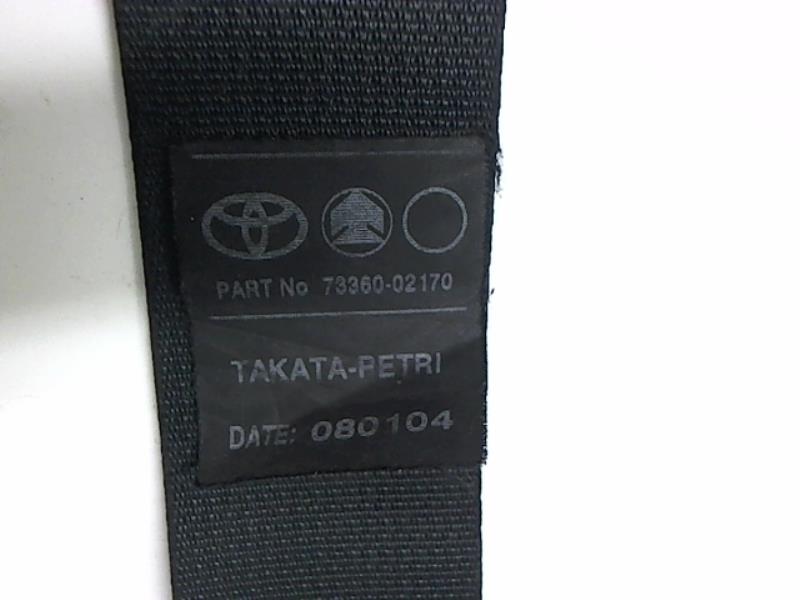 PART No 73360-02170
TAKATA-PETRI
DATE: 080104